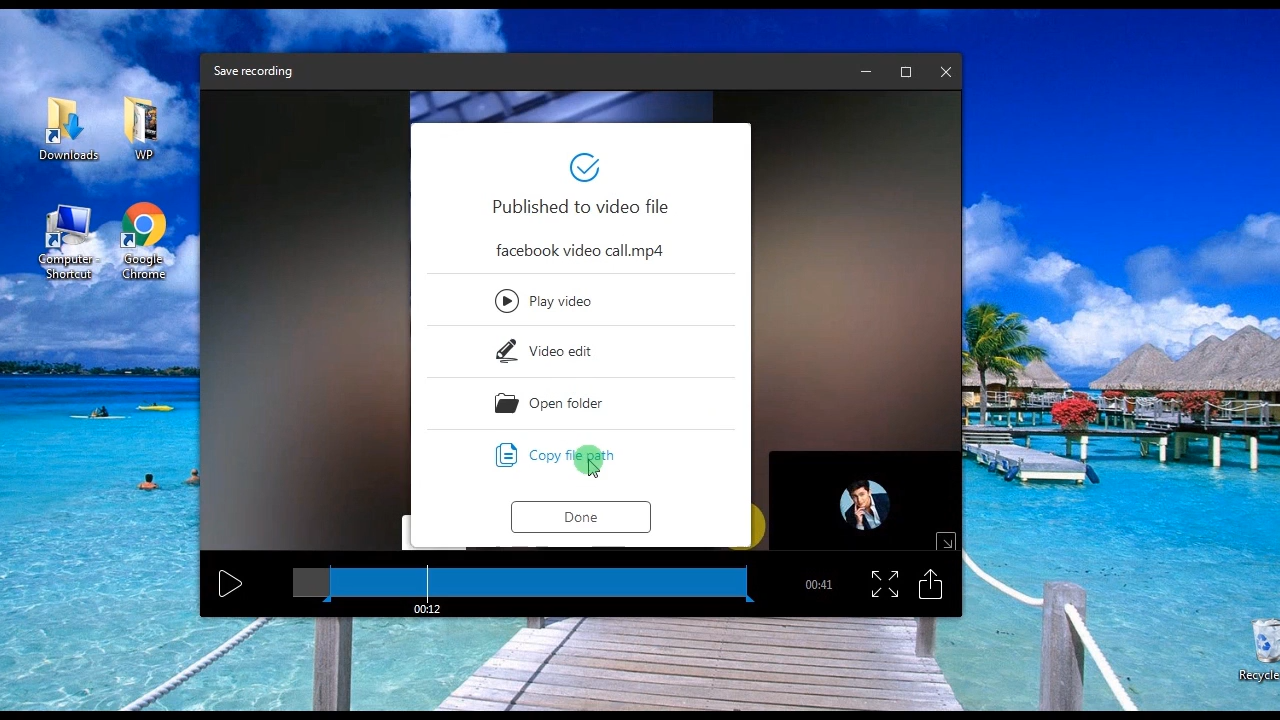 Save recording
Downloads
WP
Computer -
Shortcut
Google
Chrome
Published to video file
facebook video call.mp4
Play video
Video edit
Open folder
Copy file path
Done
00:41
00:12
Recycle